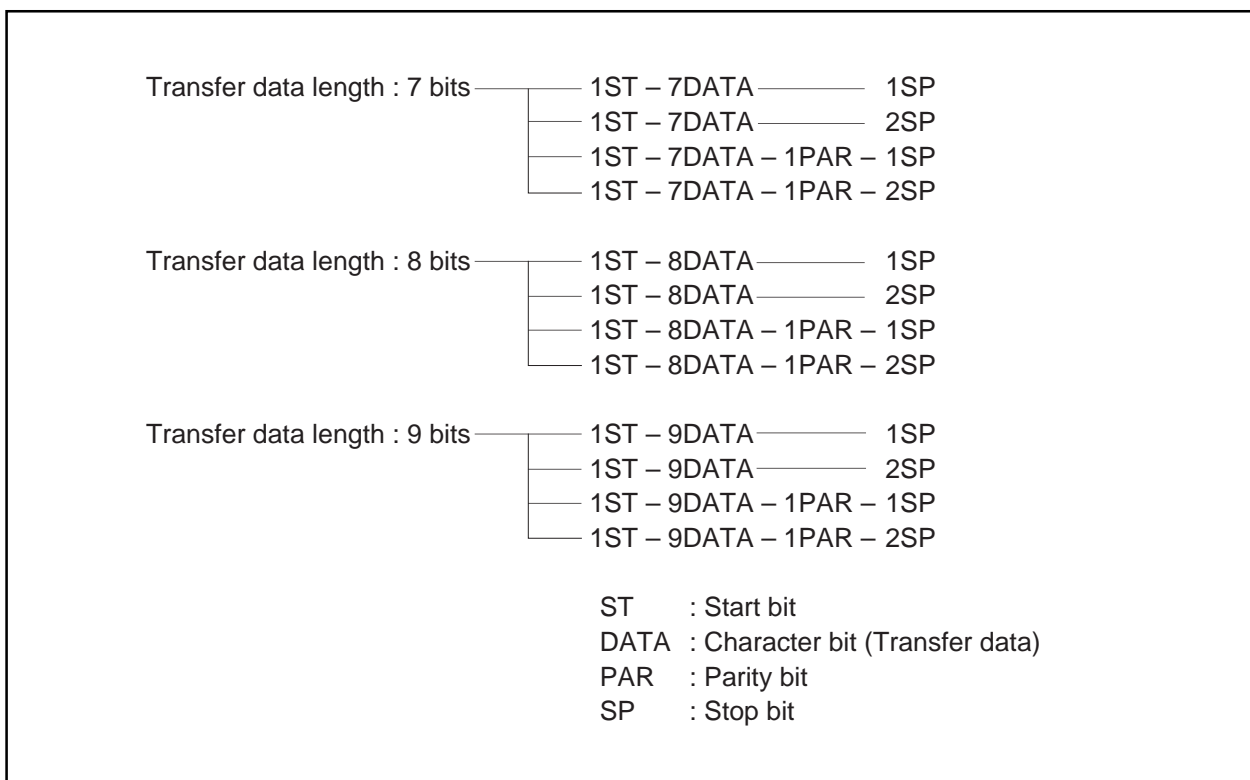 Transfer data length : 7 bits 1ST – 7DATA 1SP
1ST – 7DATA 2SP
1ST – 7DATA – 1PAR – 1SP
1ST – 7DATA – 1PAR – 2SP
Transfer data length : 8 bits 1ST – 8DATA 1SP
1ST – 8DATA 2SP
1ST – 8DATA – 1PAR – 1SP
1ST – 8DATA – 1PAR – 2SP
Transfer data length : 9 bits 1ST – 9DATA 1SP
1ST – 9DATA 2SP
1ST – 9DATA – 1PAR – 1SP
1ST – 9DATA – 1PAR – 2SP
ST : Start bit
DATA : Character bit (Transfer data)
PAR : Parity bit
SP : Stop bit